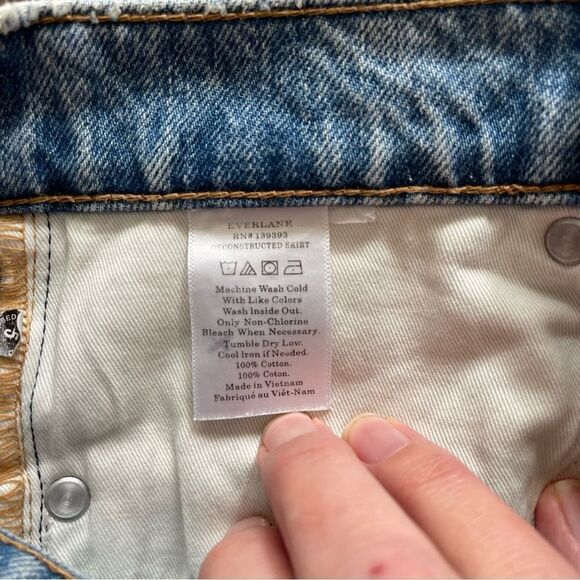 EVERLANE
RN# 139393
DECONSTRUCTED SKIRT
Machine Wash Cold
With Like Colors
Wash Inside Out.
Only Non-Chlorine
Bleach When Necessary.
Tumble Dry Low.
Cool Iron if Needed.
100% Cotton.
100% Coton.
Made in Vietnam
Fabriqué au Viêt-Nam